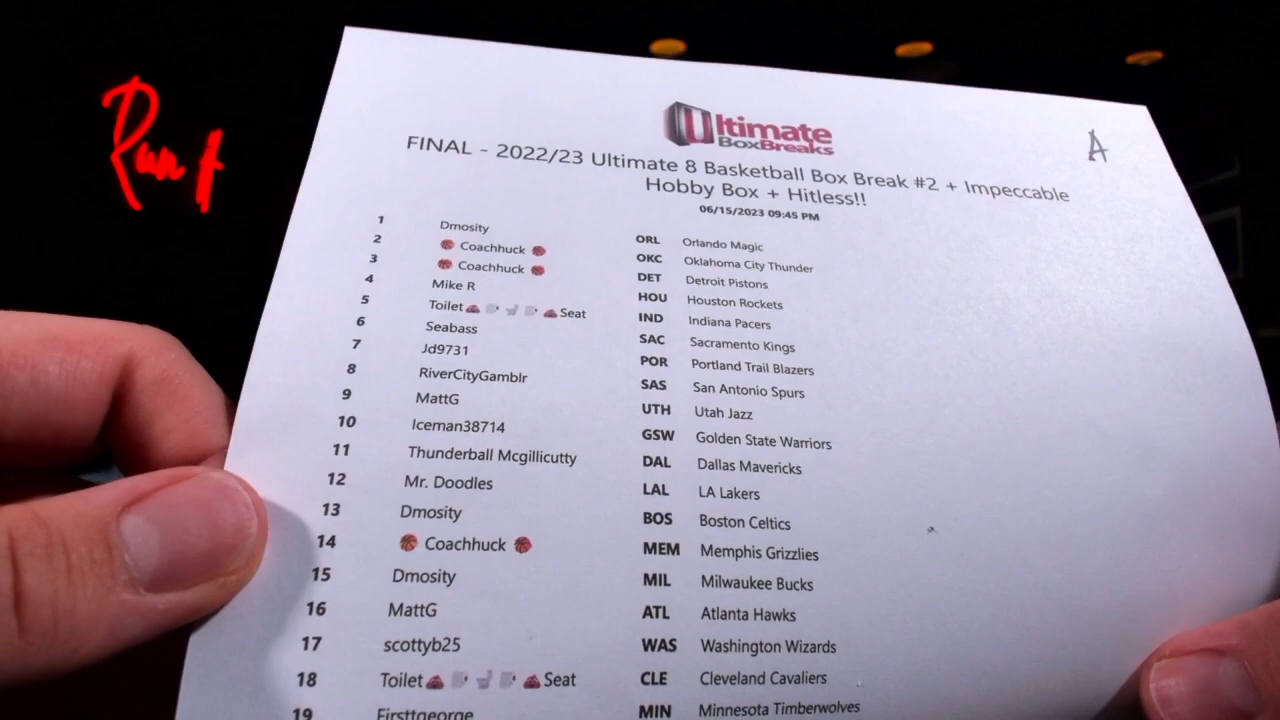 Run A
Ultimate
BoxBreaks
A
FINAL - 2022/23 Ultimate 8 Basketball Box Break #2 + Impeccable
Hobby Box + Hitless!!
06/15/2023 09:45 PM
1 Dmosity ORL Orlando Magic
2 Coachhuck OKC Oklahoma City Thunder
3 Coachhuck DET Detroit Pistons
4 Mike R HOU Houston Rockets
5 Toilet Seat IND Indiana Pacers
6 Seabass SAC Sacramento Kings
7 Jd9731 POR Portland Trail Blazers
8 RiverCityGamblr SAS San Antonio Spurs
9 MattG UTH Utah Jazz
10 Iceman38714 GSW Golden State Warriors
11 Thunderball Mcgillicutty DAL Dallas Mavericks
12 Mr. Doodles LAL LA Lakers
13 Dmosity BOS Boston Celtics
14 Coachhuck MEM Memphis Grizzlies
15 Dmosity MIL Milwaukee Bucks
16 MattG ATL Atlanta Hawks
17 scottyb25 WAS Washington Wizards
18 Toilet Seat CLE Cleveland Cavaliers
19 Firsttgeorge MIN Minnesota Timberwolves